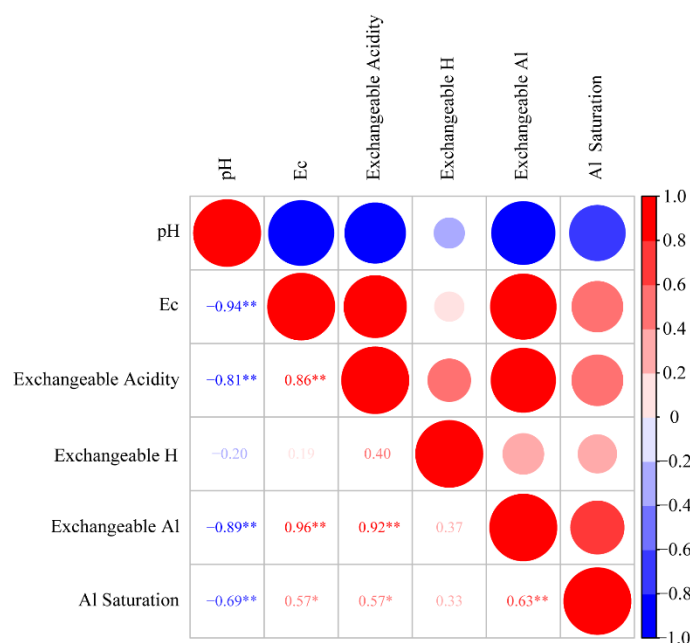 pH
Ec
Exchangeable Acidity
Exchangeable H
Exchangeable Al
Al Saturation
pH
Ec −0.94**
Exchangeable Acidity −0.81** 0.86**
Exchangeable H −0.20 0.19 0.40
Exchangeable Al −0.89** 0.96** 0.92** 0.37
Al Saturation −0.69** 0.57* 0.57* 0.33 0.63**
1.0
0.8
0.6
0.4
0.2
0
−0.2
−0.4
−0.6
−0.8
−1.0